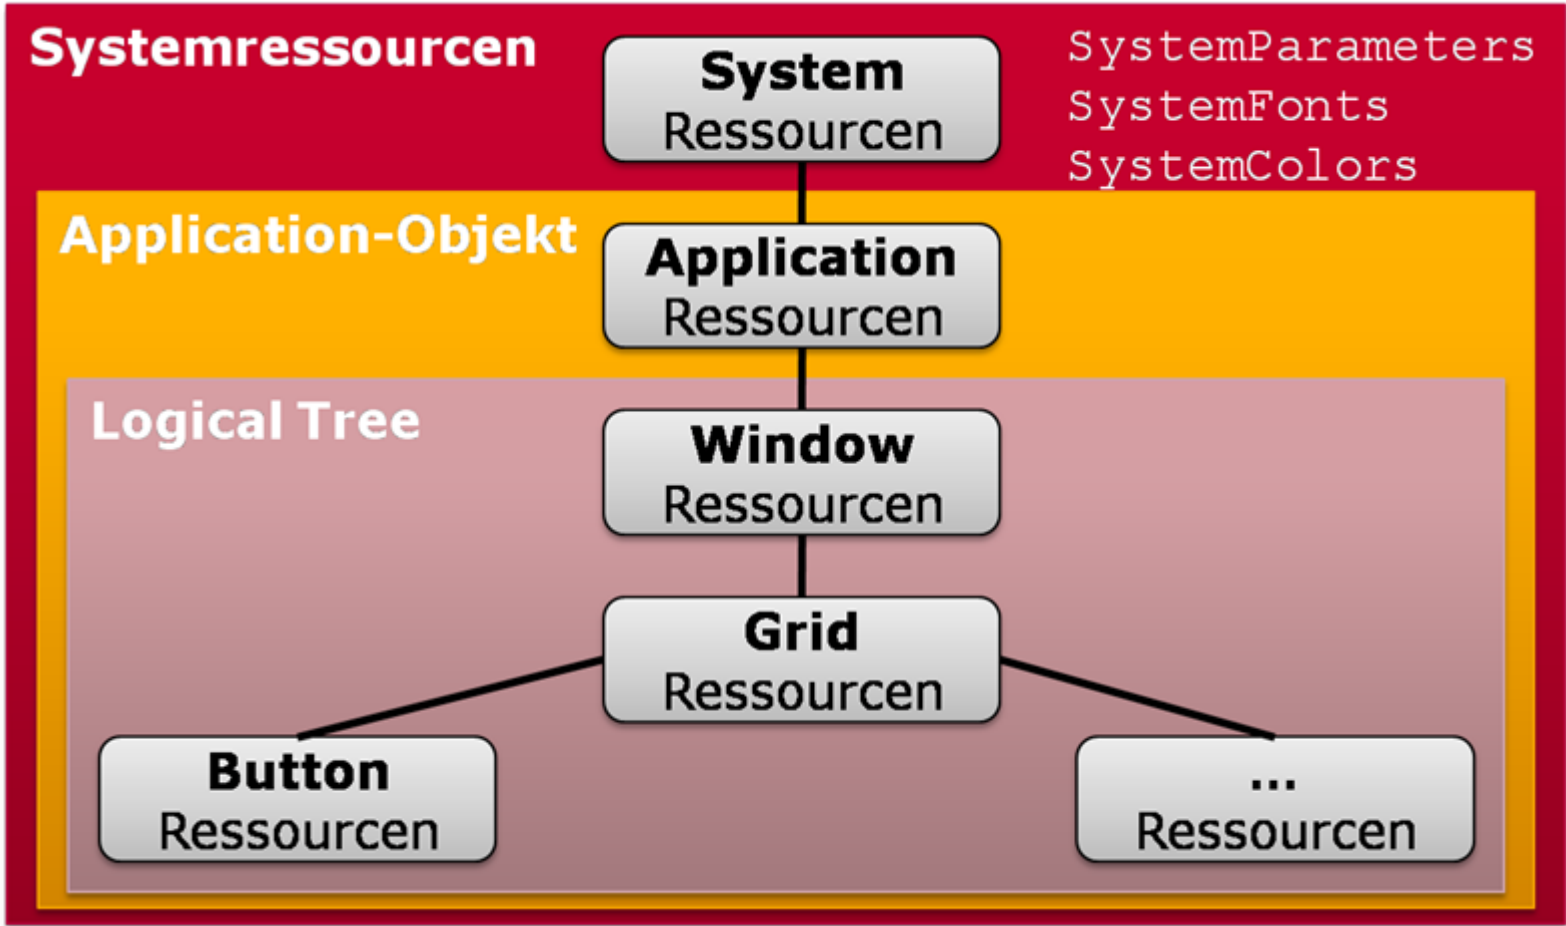 Systemressourcen
System
Ressourcen
SystemParameters
SystemFonts
SystemColors
Application-Objekt
Application
Ressourcen
Logical Tree
Window
Ressourcen
Grid
Ressourcen
Button
Ressourcen
...
Ressourcen